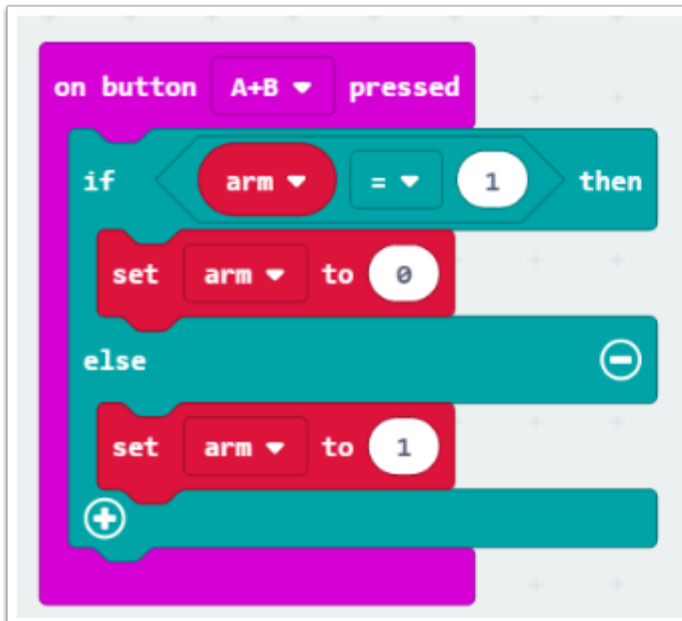 on button A+B pressed
if arm = 1 then
set arm to 0
else
set arm to 1